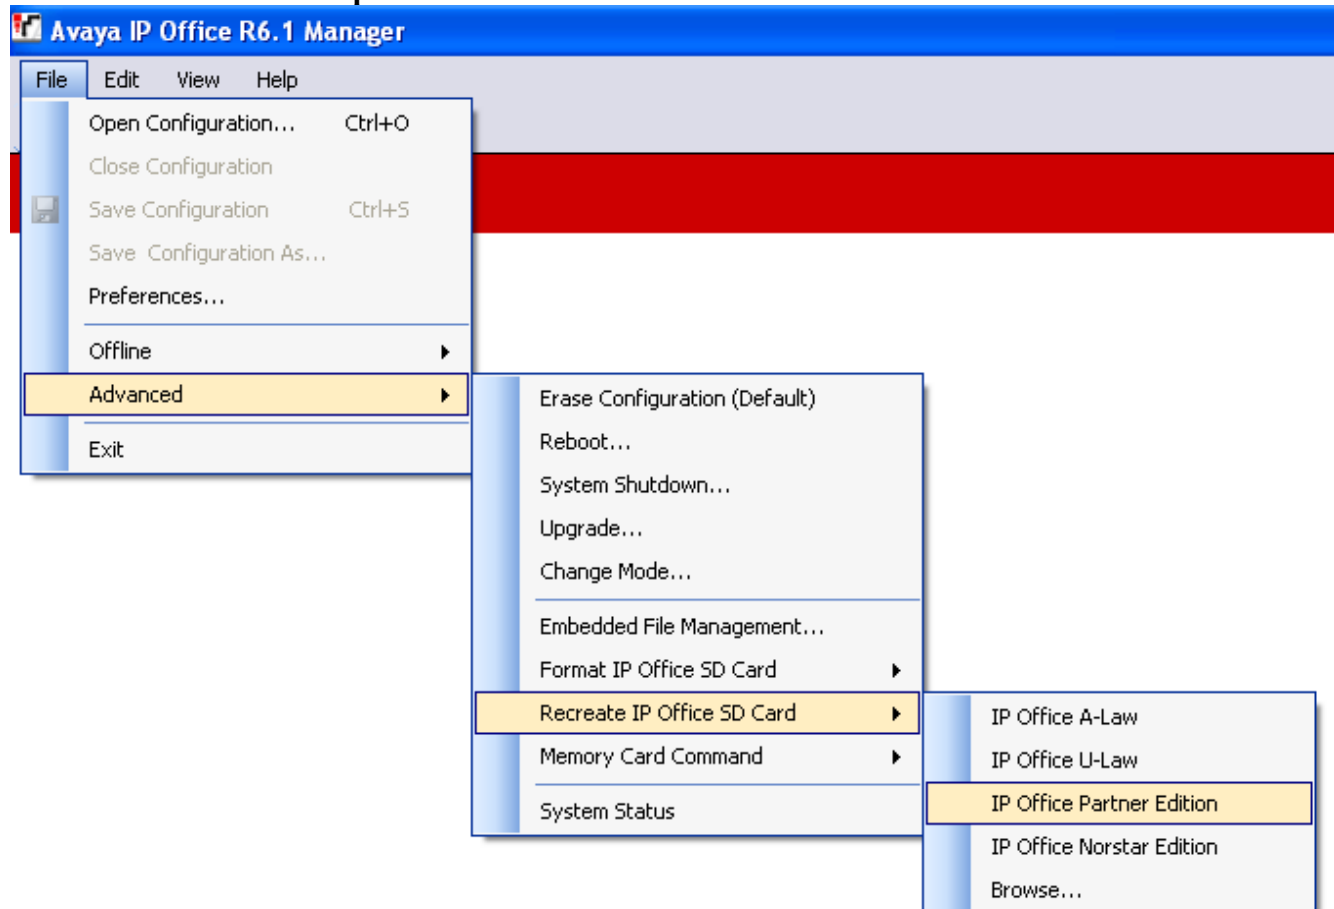 Avaya IP Office R6.1 Manager
File Edit View Help
Open Configuration... Ctrl+O
Close Configuration
Save Configuration Ctrl+S
Save Configuration As...
Preferences...
Offline
Advanced
Exit
Erase Configuration (Default)
Reboot...
System Shutdown...
Upgrade...
Change Mode...
Embedded File Management...
Format IP Office SD Card
Recreate IP Office SD Card
Memory Card Command
System Status
IP Office A-Law
IP Office U-Law
IP Office Partner Edition
IP Office Norstar Edition
Browse...